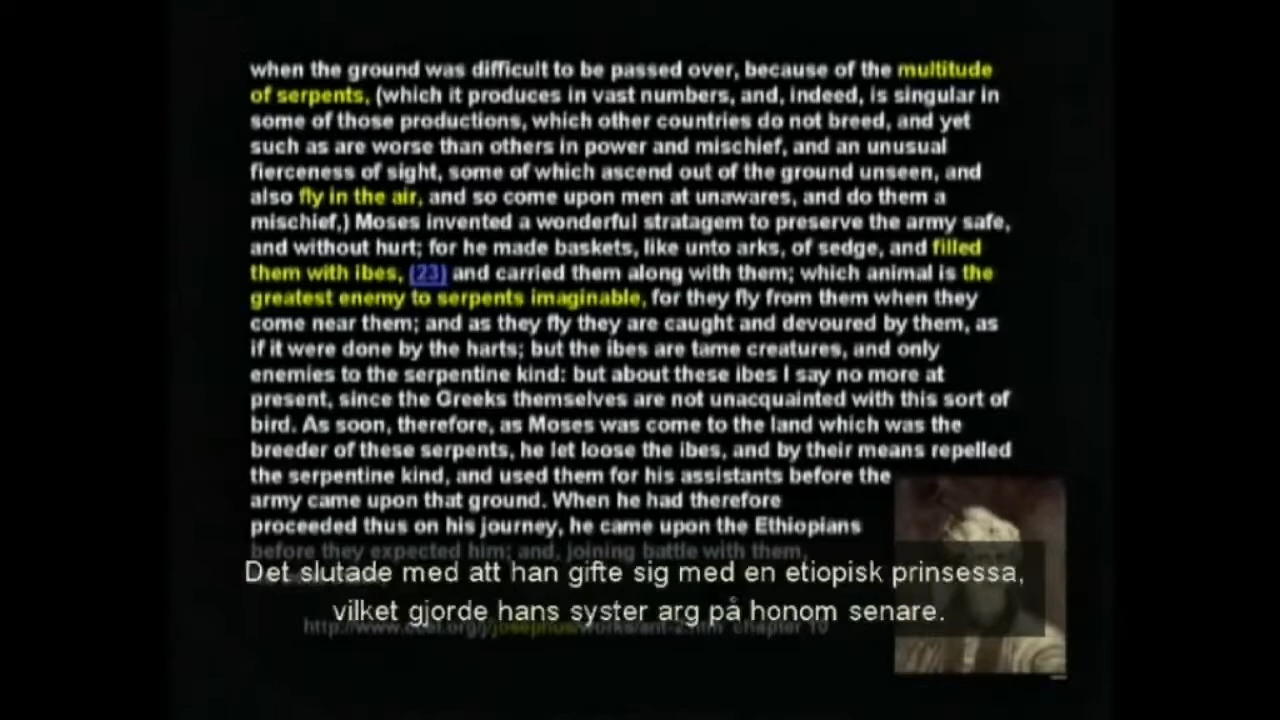 when the ground was difficult to be passed over, because of the multitude
of serpents, (which it produces in vast numbers, and, indeed, is singular in
some of those productions, which other countries do not breed, and yet
such as are worse than others in power and mischief, and an unusual
fierceness of sight, some of which ascend out of the ground unseen, and
also fly in the air, and so come upon men at unawares, and do them a
mischief,) Moses invented a wonderful stratagem to preserve the army safe,
and without hurt; for he made baskets, like unto arks, of sedge, and filled
them with ibes, (23) and carried them along with them; which animal is the
greatest enemy to serpents imaginable, for they fly from them when they
come near them; and as they fly they are caught and devoured by them, as
if it were done by the harts; but the ibes are tame creatures, and only
enemies to the serpentine kind: but about these ibes I say no more at
present, since the Greeks themselves are not unacquainted with this sort of
bird. As soon, therefore, as Moses was come to the land which was the
breeder of these serpents, he let loose the ibes, and by their means repelled
the serpentine kind, and used them for his assistants before the
army came upon that ground. When he had therefore
proceeded thus on his journey, he came upon the Ethiopians
before they expected him; and, joining battle with them,
Det slutade med att han gifte sig med en etiopisk prinsessa,
vilket gjorde hans syster arg på honom senare.